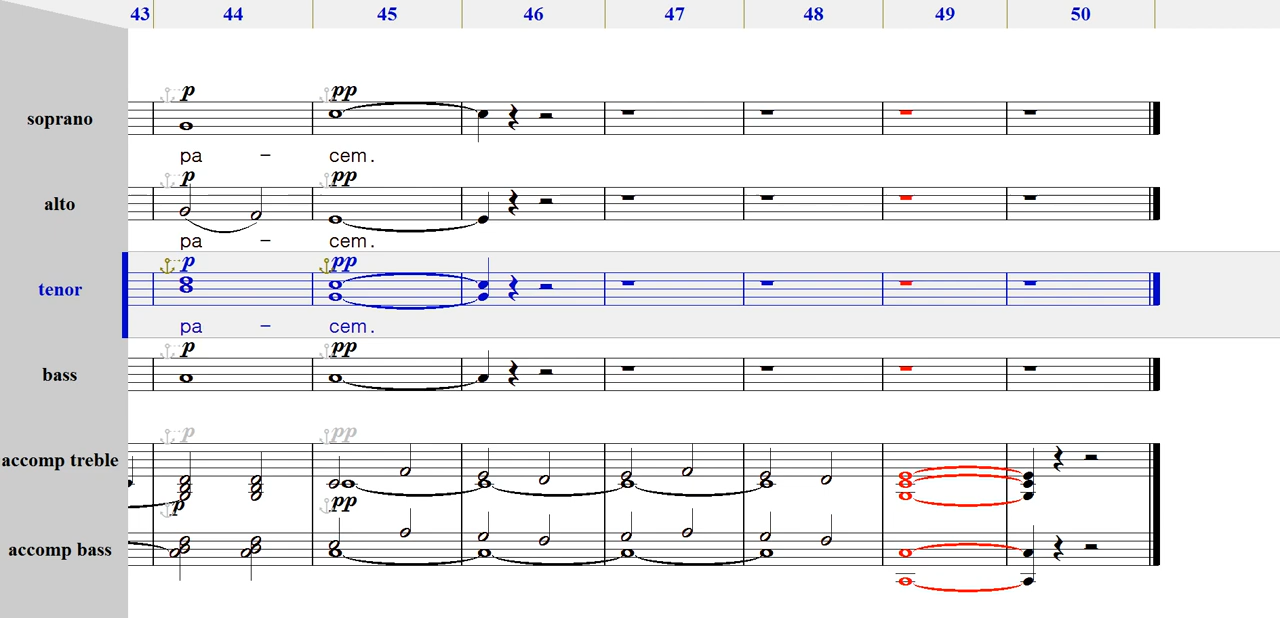 43 44 45 46 47 48 49 50
p pp
soprano
pa - cem.
p pp
alto
pa - cem.
p pp
tenor
pa - cem.
p pp
bass
p pp
accomp treble
p pp
accomp bass